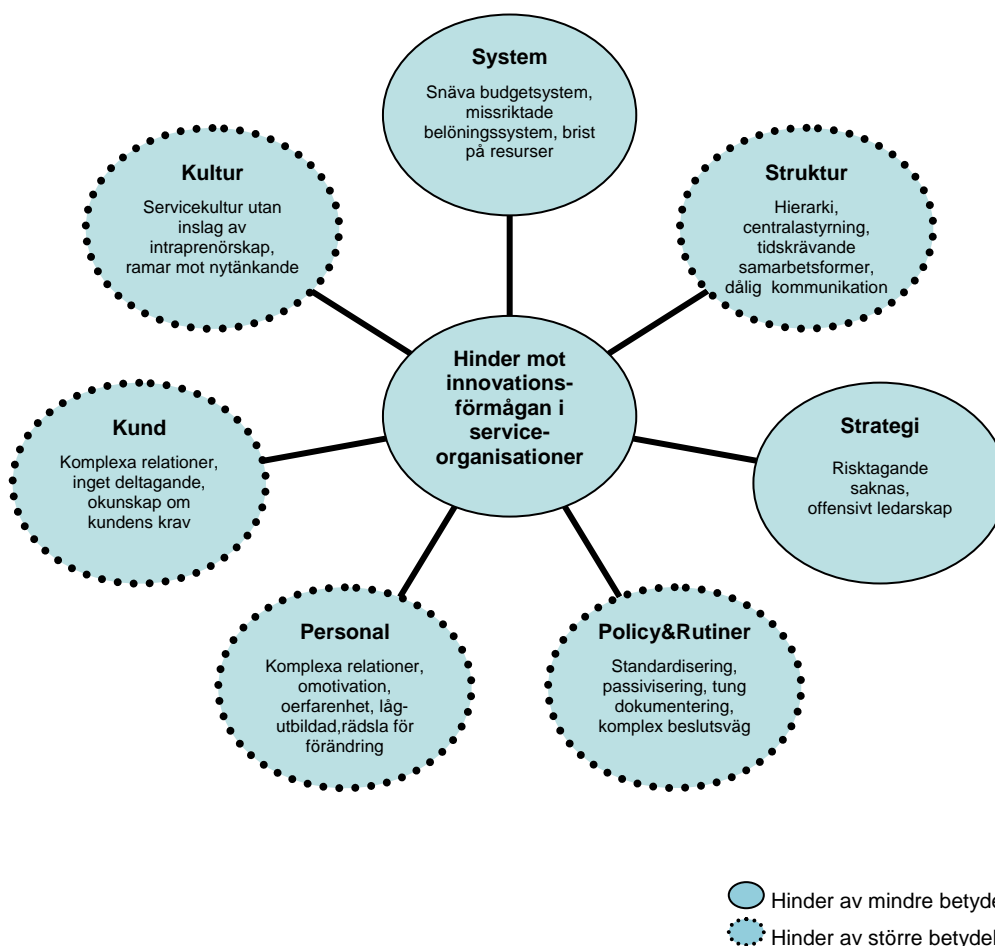 System
Snäva budgetsystem,
missriktade
belöningssystem, brist
på resurser
Kultur
Servicekultur utan
inslag av
intraprenörskap,
ramar mot nytänkande
Struktur
Hierarki,
centralastyrning,
tidskrävande
samarbetsformer,
dålig kommunikation
Hinder mot
innovations-
förmågan i
service-
organisationer
Kund
Komplexa relationer,
inget deltagande,
okunskap om
kundens krav
Strategi
Risktagande
saknas,
offensivt ledarskap
Personal
Komplexa relationer,
omotivation,
oerfarenhet, låg-
utbildad,rädsla för
förändring
Policy&Rutiner
Standardisering,
passivisering, tung
dokumentering,
komplex beslutsväg
Hinder av mindre betyde
Hinder av större betydel